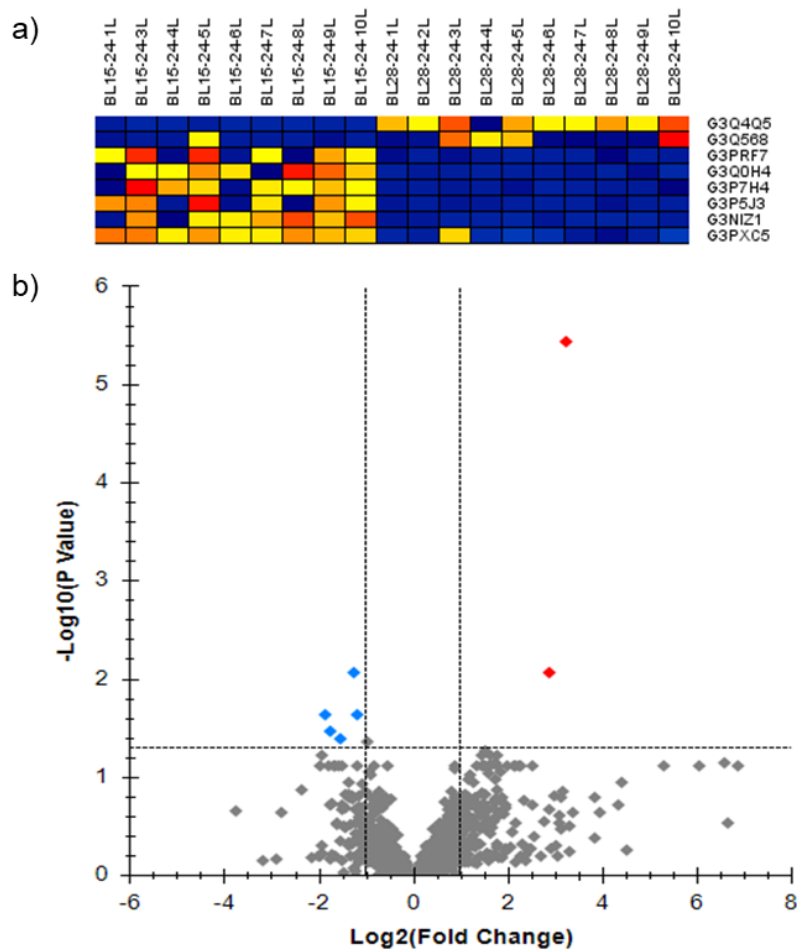 a)
BL15-24-1L
BL15-24-3L
BL15-24-4L
BL15-24-5L
BL15-24-6L
BL15-24-7L
BL15-24-8L
BL15-24-9L
BL15-24-10L
BL28-24-1L
BL28-24-2L
BL28-24-3L
BL28-24-4L
BL28-24-5L
BL28-24-6L
BL28-24-7L
BL28-24-8L
BL28-24-9L
BL28-24-10L
G3Q4Q5
G3Q568
G3PRF7
G3Q0H4
G3P7H4
G3P5J3
G3NIZ1
G3PXC5
b)
-Log10(P Value)
6
5
4
3
2
1
0
-6
-4
-2
0
2
4
6
8
Log2(Fold Change)